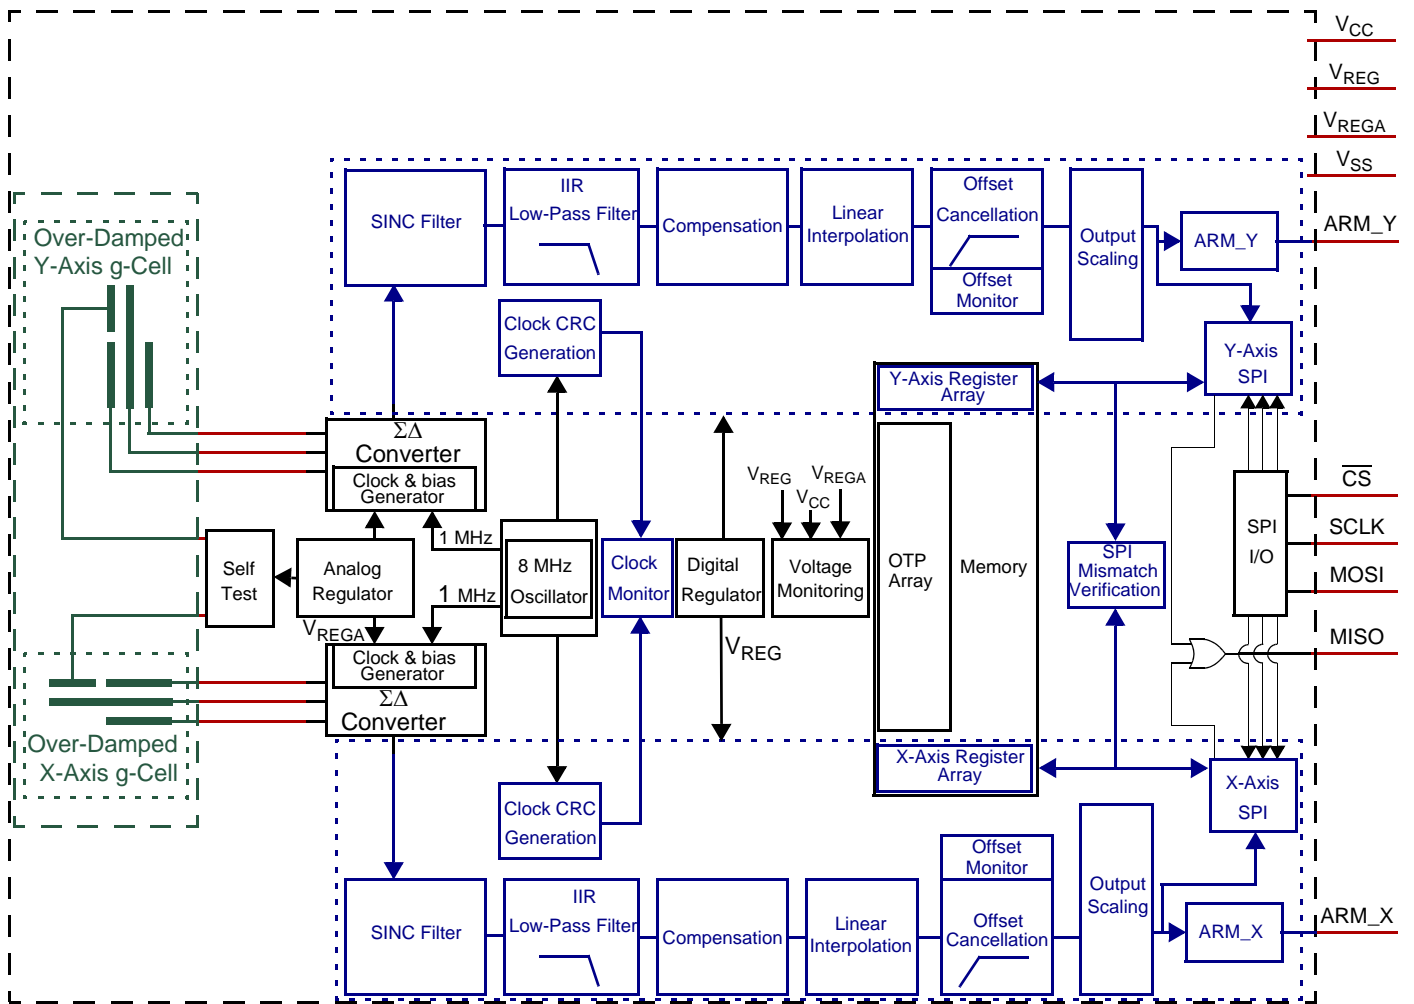 VCC
VREG
VREGA
VSS
ARM_Y
SINC Filter
IIR
Low-Pass Filter
Compensation
Linear
Interpolation
Offset
Cancellation
Offset
Monitor
Output
Scaling
ARM_Y
Over-Damped
Y-Axis g-Cell
Clock CRC
Generation
Y-Axis
SPI
Y-Axis Register
Array
ΣΔ
Converter
Clock & bias
Generator
VREG
VCC
VREGA
CS
SCLK
MOSI
MISO
SPI
I/O
Self
Test
Analog
Regulator
VREGA
1 MHz
1 MHz
8 MHz
Oscillator
Clock
Monitor
Digital
Regulator
VREG
Voltage
Monitoring
OTP
Array
Memory
SPI
Mismatch
Verification
Clock & bias
Generator
ΣΔ
Converter
Over-Damped
X-Axis g-Cell
X-Axis Register
Array
X-Axis
SPI
Clock CRC
Generation
SINC Filter
IIR
Low-Pass Filter
Compensation
Linear
Interpolation
Offset
Monitor
Offset
Cancellation
Output
Scaling
ARM_X
ARM_X